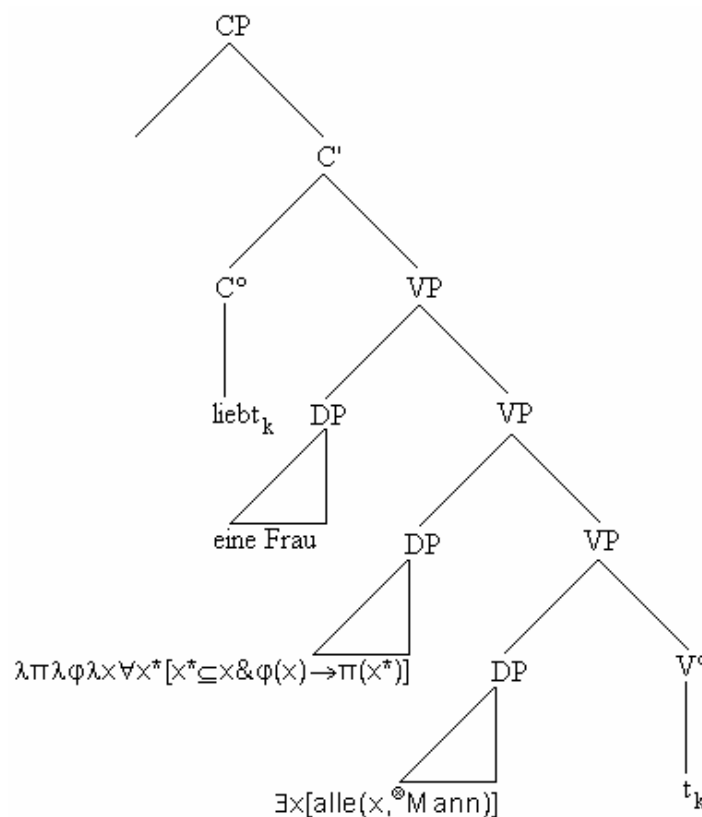 CP
C'
C° VP
liebt_k DP VP
eine Frau DP VP
λπλφλx∀x*[x*⊆x&φ(x)→π(x*)] DP V°
∃x[alle(x,⊗Mann)] t_k